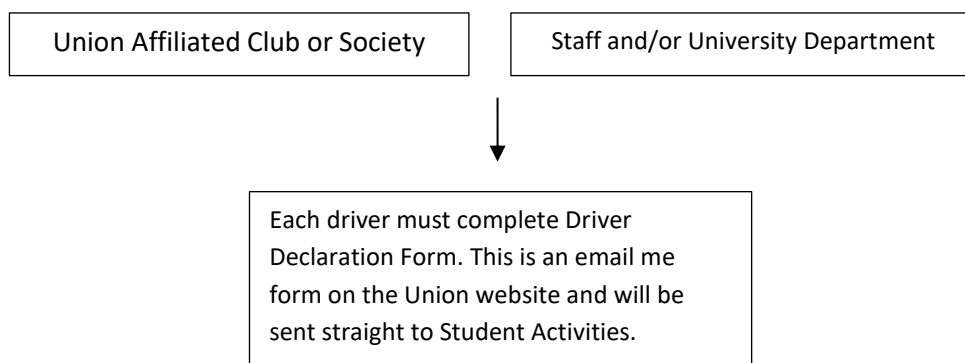 Union Affiliated Club or Society
Staff and/or University Department
Each driver must complete Driver
Declaration Form. This is an email me
form on the Union website and will be
sent straight to Student Activities.